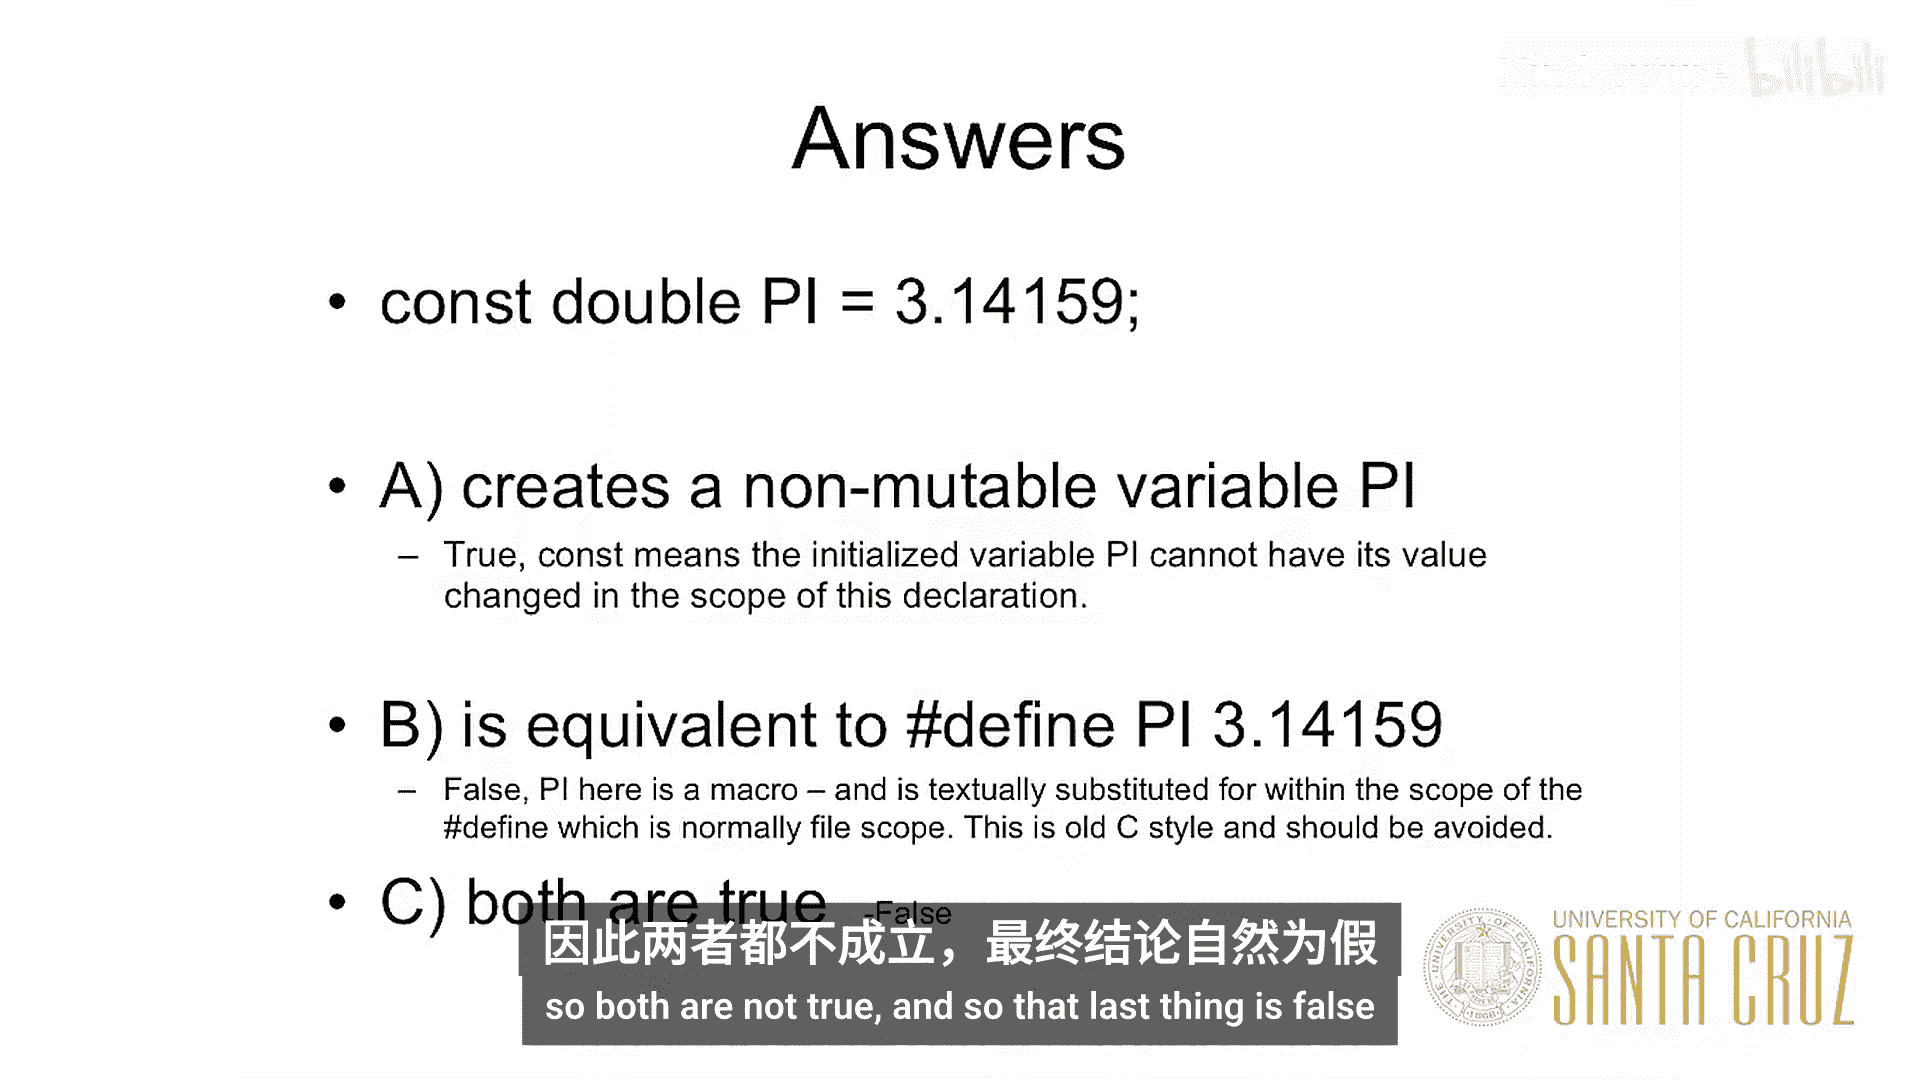 bilibili
Answers
• const double PI = 3.14159;
• A) creates a non-mutable variable PI
– True, const means the initialized variable PI cannot have its value
changed in the scope of this declaration.
• B) is equivalent to #define PI 3.14159
– False, PI here is a macro – and is textually substituted for within the scope of the
#define which is normally file scope. This is old C style and should be avoided.
• C) both are true -False
因此两者都不成立，最终结论自然为假
so both are not true, and so that last thing is false
UNIVERSITY OF CALIFORNIA
SANTA CRUZ